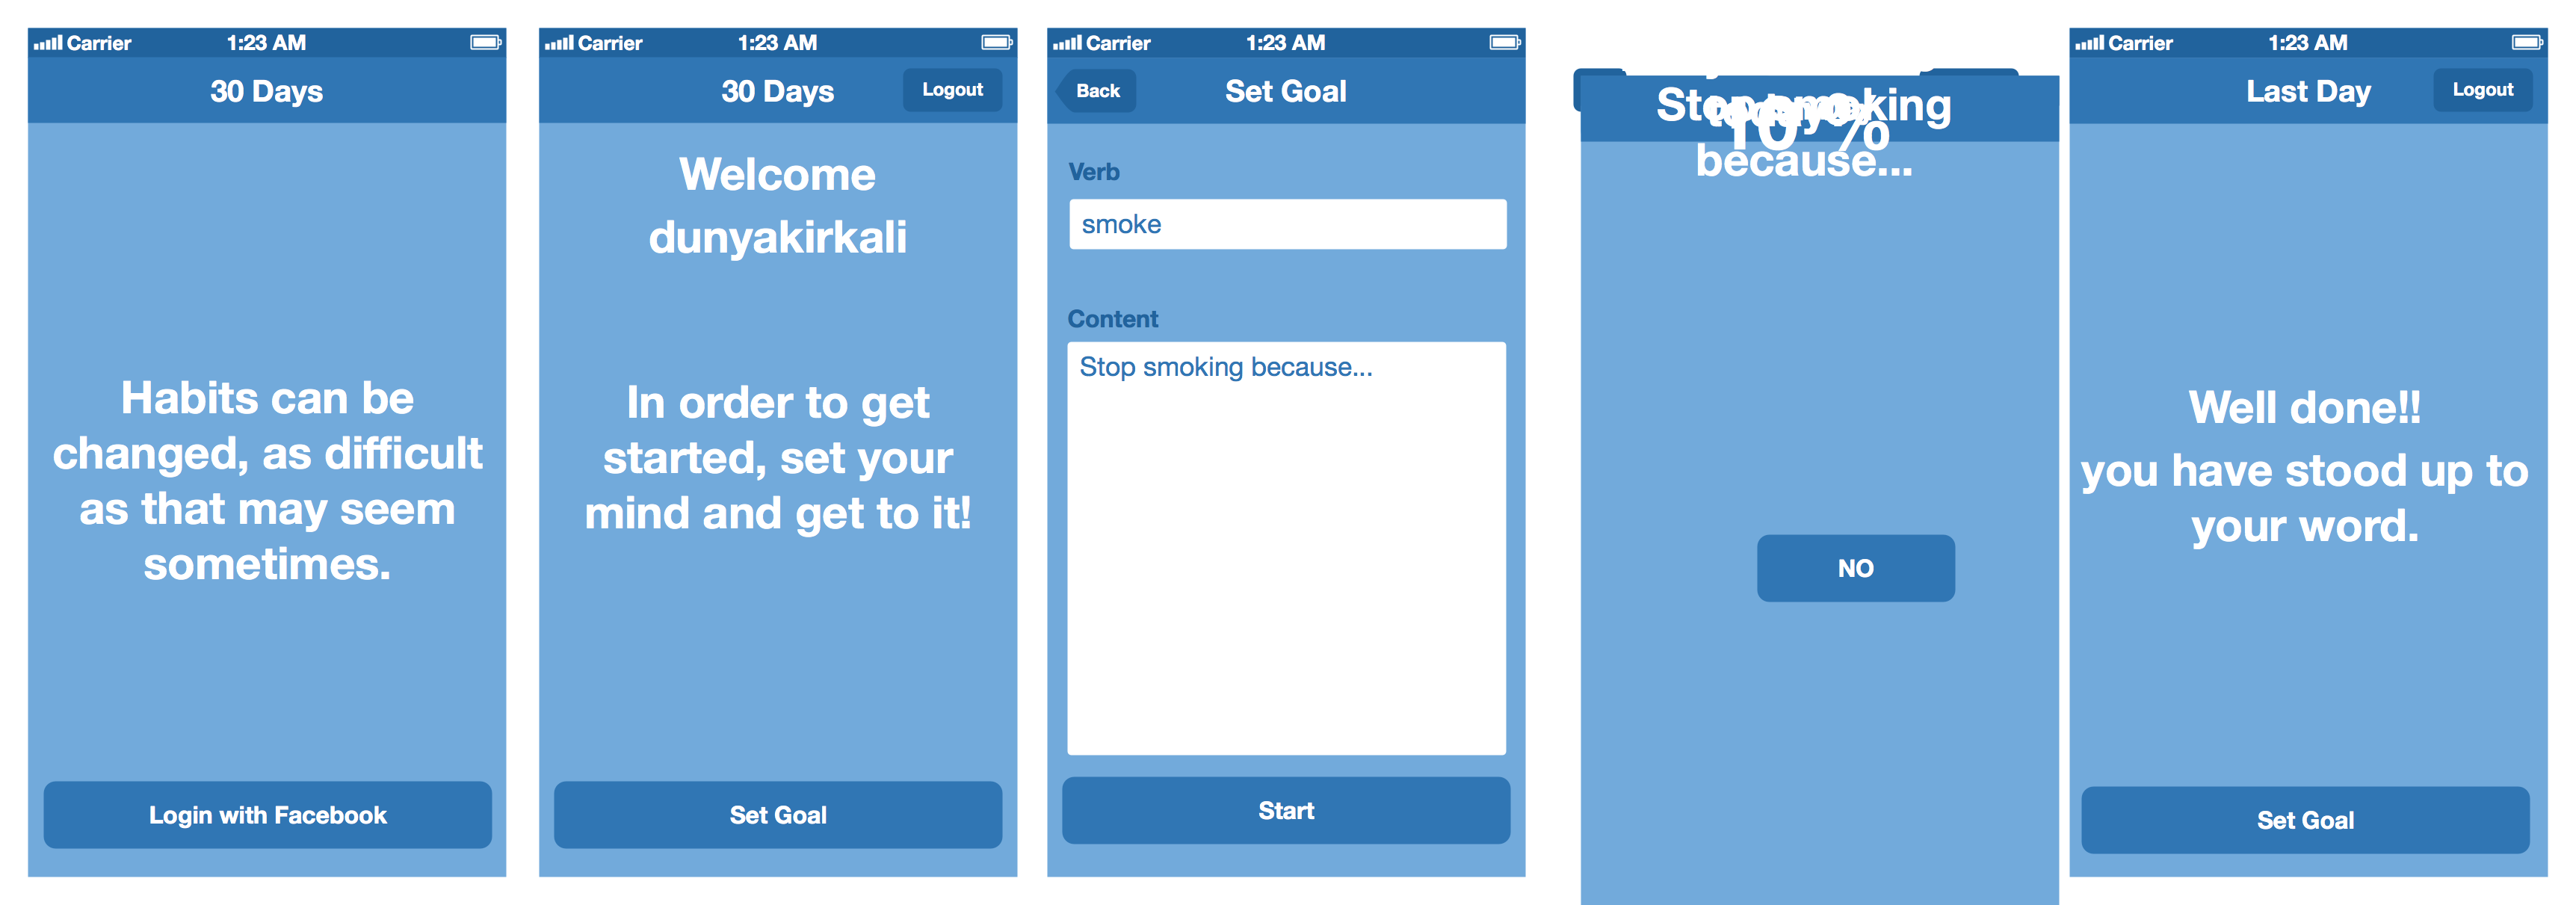 Carrier
1:23 AM
30 Days
Habits can be
changed, as difficult
as that may seem
sometimes.
Login with Facebook
Carrier
1:23 AM
30 Days
Logout
Welcome
dunyakirkali
In order to get
started, set your
mind and get to it!
Set Goal
Carrier
1:23 AM
Back
Set Goal
Verb
smoke
Content
Stop smoking because...
Start
Stop smoking
10 %
because...
NO
Carrier
1:23 AM
Last Day
Logout
Well done!!
you have stood up to
your word.
Set Goal